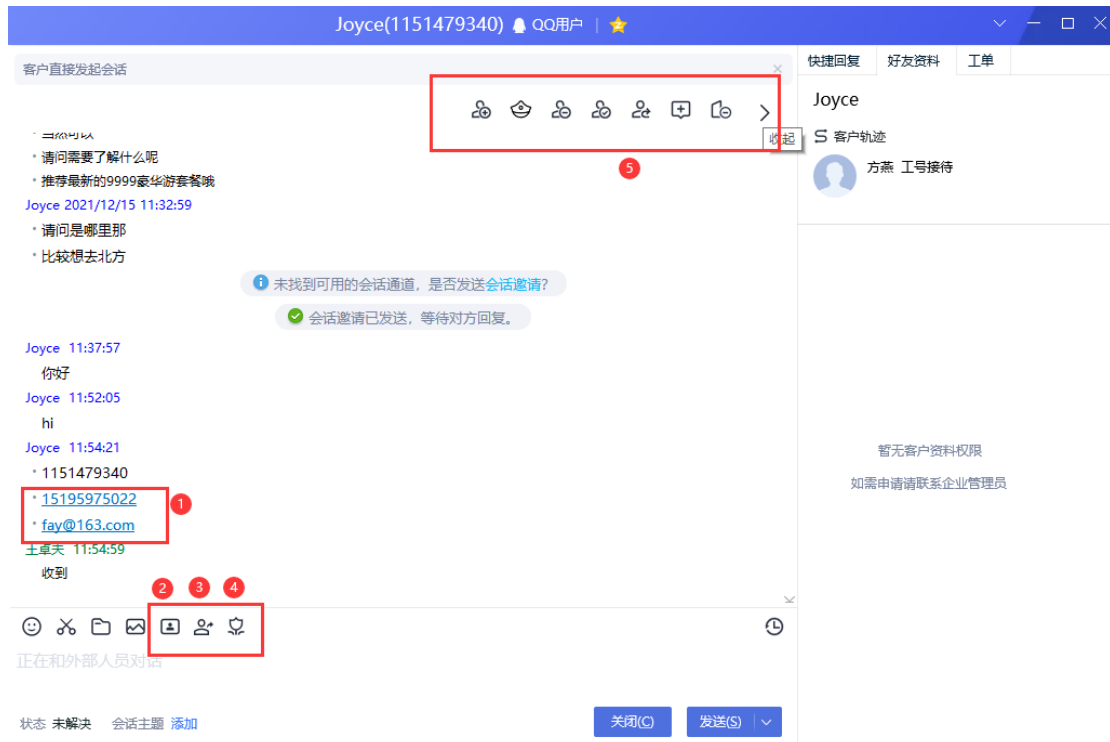 Joyce(1151479340) QQ用户
客户直接发起会话
收起
5
当然可以
请问需要了解什么呢
推荐最新的9999豪华游套餐哦
Joyce 2021/12/15 11:32:59
请问是哪里那
比较想去北方
未找到可用的会话通道，是否发送会话邀请?
会话邀请已发送，等待对方回复。
Joyce 11:37:57
你好
Joyce 11:52:05
hi
Joyce 11:54:21
1151479340
15195975022
1
fay@163.com
王卓夫 11:54:59
收到
2 3 4
正在和外部人员对话
状态 未解决 会话主题 添加
关闭(C) 发送(S)
快捷回复 好友资料 工单
Joyce
客户轨迹
方燕 工号接待
暂无客户资料权限
如需申请请联系企业管理员